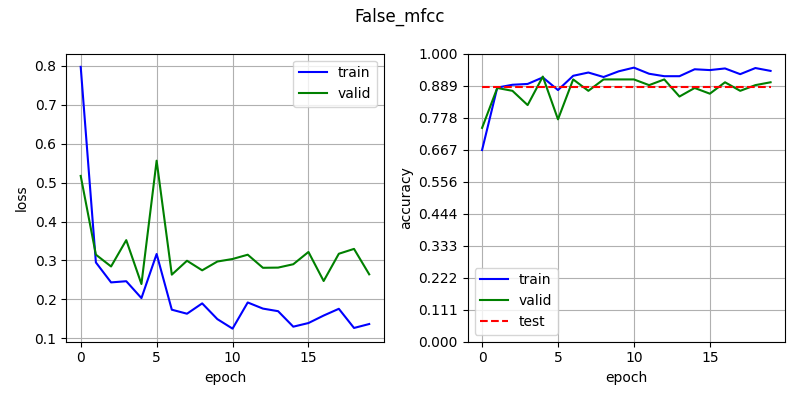 False_mfcc
0.8
0.7
0.6
0.5
0.4
0.3
0.2
0.1
loss
0
5
10
15
epoch
train
valid
1.000
0.889
0.778
0.667
0.556
0.444
0.333
0.222
0.111
0.000
accuracy
0
5
10
15
epoch
train
valid
test